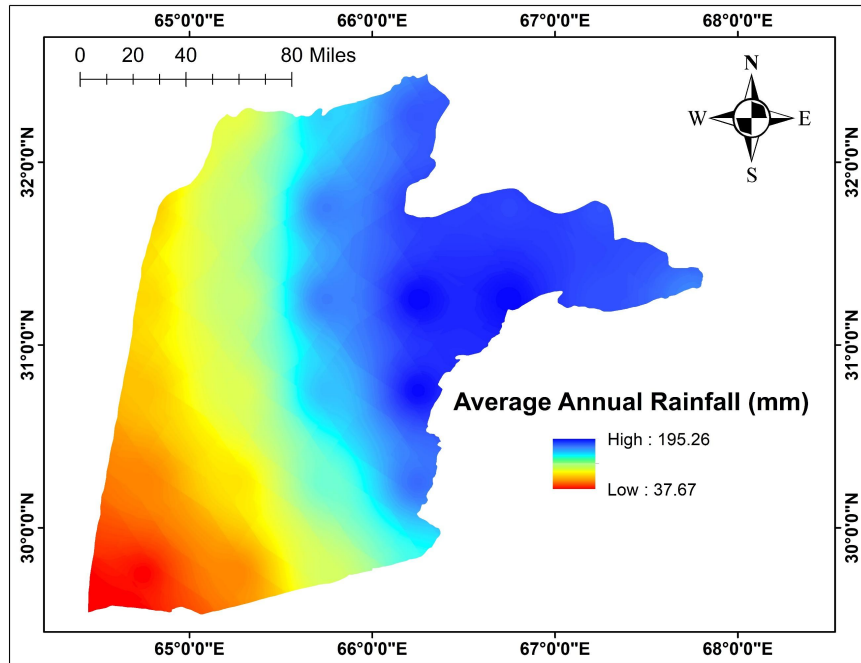 65°0'0"E 66°0'0"E 67°0'0"E 68°0'0"E
0 20 40 80 Miles
N
W E
S
32°0'0"N 32°0'0"N
31°0'0"N 31°0'0"N
Average Annual Rainfall (mm)
High : 195.26
Low : 37.67
30°0'0"N 30°0'0"N
65°0'0"E 66°0'0"E 67°0'0"E 68°0'0"E